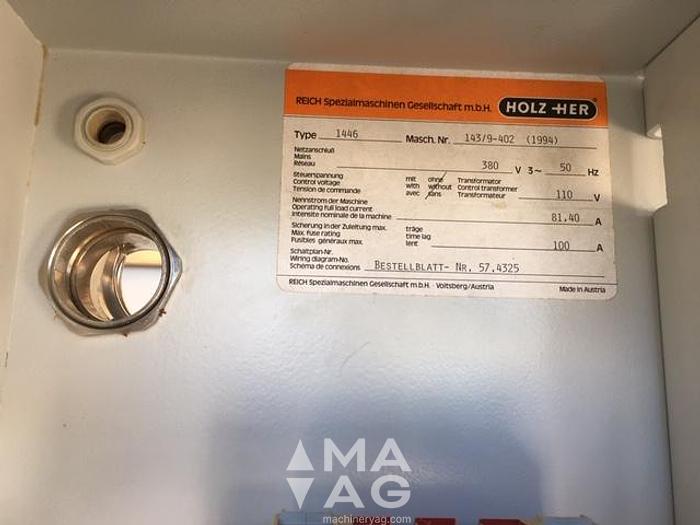 REICH Spezialmaschinen Gesellschaft m.b.H. HOLZ-HER®
Type 1446 Masch. Nr. 143/9-402 (1994)
Netzanschluß
Mains
Réseau 380 V 3~ 50 Hz
Steuerspannung mit ohne Transformator
Control voltage with without Control transformer
Tension de commande avec sans Transformateur 110 V
Nennstrom der Maschine
Operating full load current
Intensité nominale de la machine 81,40 A
Sicherung in der Zuleitung max. träge
Max. fuse rating time lag
Fusibles généraux max. lent 100 A
Schaltplan-Nr.
Wiring diagram-No.
Schema de connexions BESTELLBLATT- NR. 57.4325
REICH Spezialmaschinen Gesellschaft m.b.H. · Voitsberg/Austria Made in Austria
MA
AG
machineryag.com